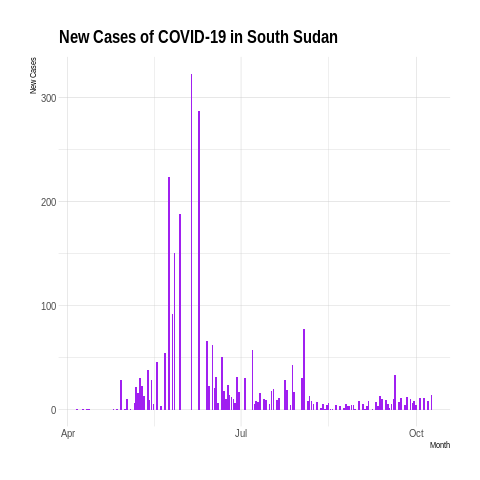 New Cases of COVID-19 in South Sudan
New Cases
300
200
100
0
Apr
Jul
Oct
Month